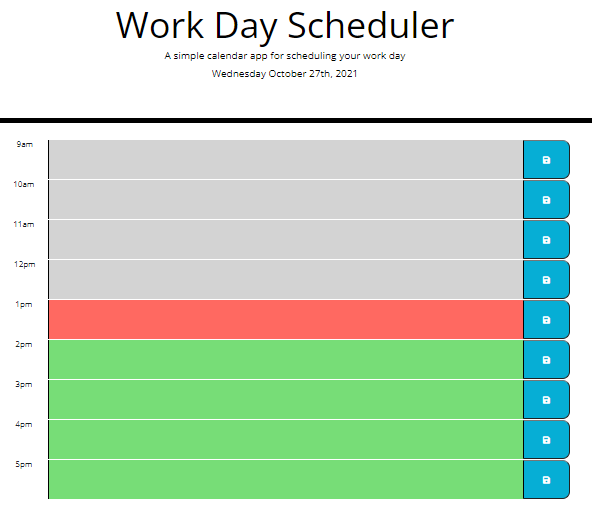 Work Day Scheduler
A simple calendar app for scheduling your work day
Wednesday October 27th, 2021
9am
10am
11am
12pm
1pm
2pm
3pm
4pm
5pm